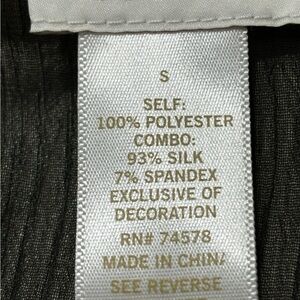 S
SELF:
100% POLYESTER
COMBO:
93% SILK
7% SPANDEX
EXCLUSIVE OF
DECORATION
RN# 74578
MADE IN CHINA
SEE REVERSE